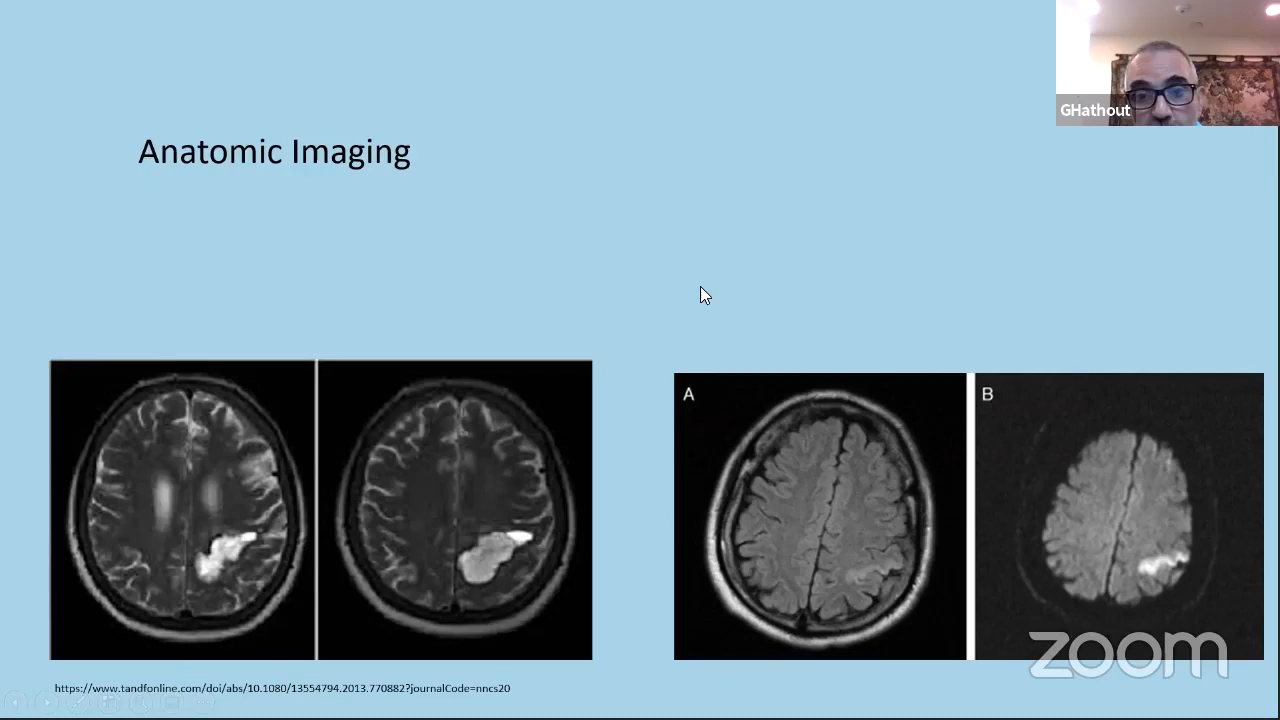 GHathout
Anatomic Imaging
A
B
zoom
https://www.tandfonline.com/doi/abs/10.1080/13554794.2013.770882?journalCode=nncs20